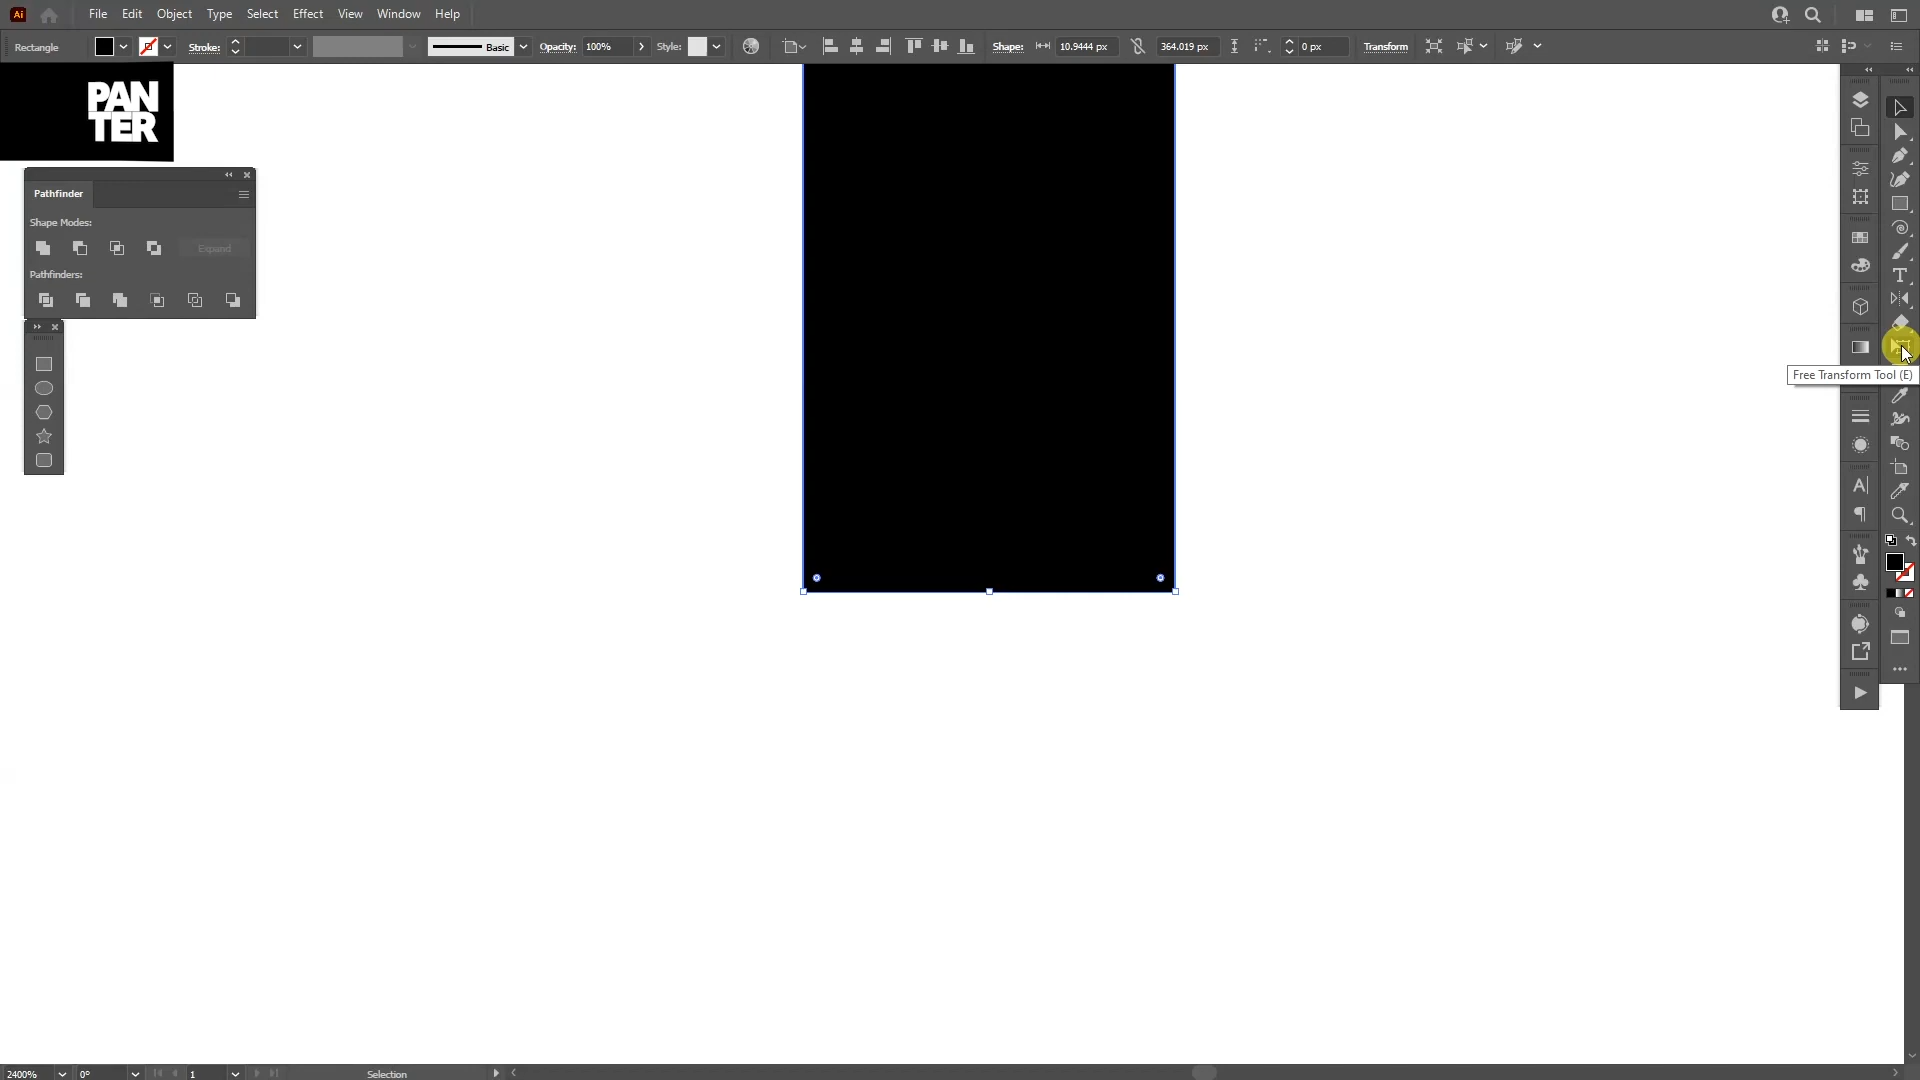 Ai File Edit Object Type Select Effect View Window Help
Rectangle Stroke: Basic Opacity: 100% Style: Shape: 10.9444 px 364.019 px 0 px Transform
PAN
TER
Pathfinder
Shape Modes:
Expand
Pathfinders:
Free Transform Tool (E)
2400% 0° 1 Selection